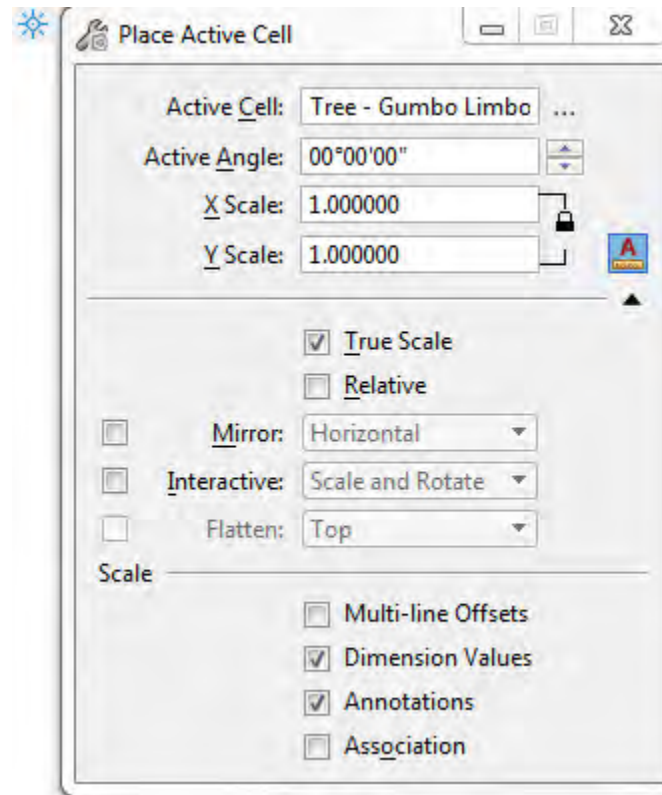 Place Active Cell
Active Cell: Tree - Gumbo Limbo ...
Active Angle: 00°00'00"
X Scale: 1.000000
Y Scale: 1.000000
A
True Scale
Relative
Mirror: Horizontal
Interactive: Scale and Rotate
Flatten: Top
Scale
Multi-line Offsets
Dimension Values
Annotations
Association